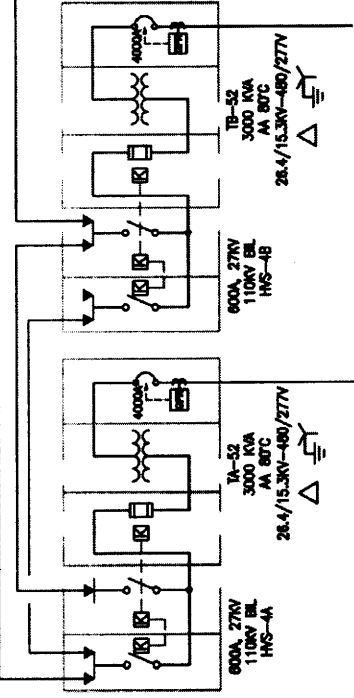 4000A
GFR
TB-52
3000 KVA
AA 80°C
26.4/15.3KV-480/277V
K
K
K
600A, 27KV
110KV BIL
HVS-4B
4000A
GFR
TA-52
3000 KVA
AA 80°C
26.4/15.3KV-480/277V
K
K
K
600A, 27KV
110KV BIL
HVS-4A